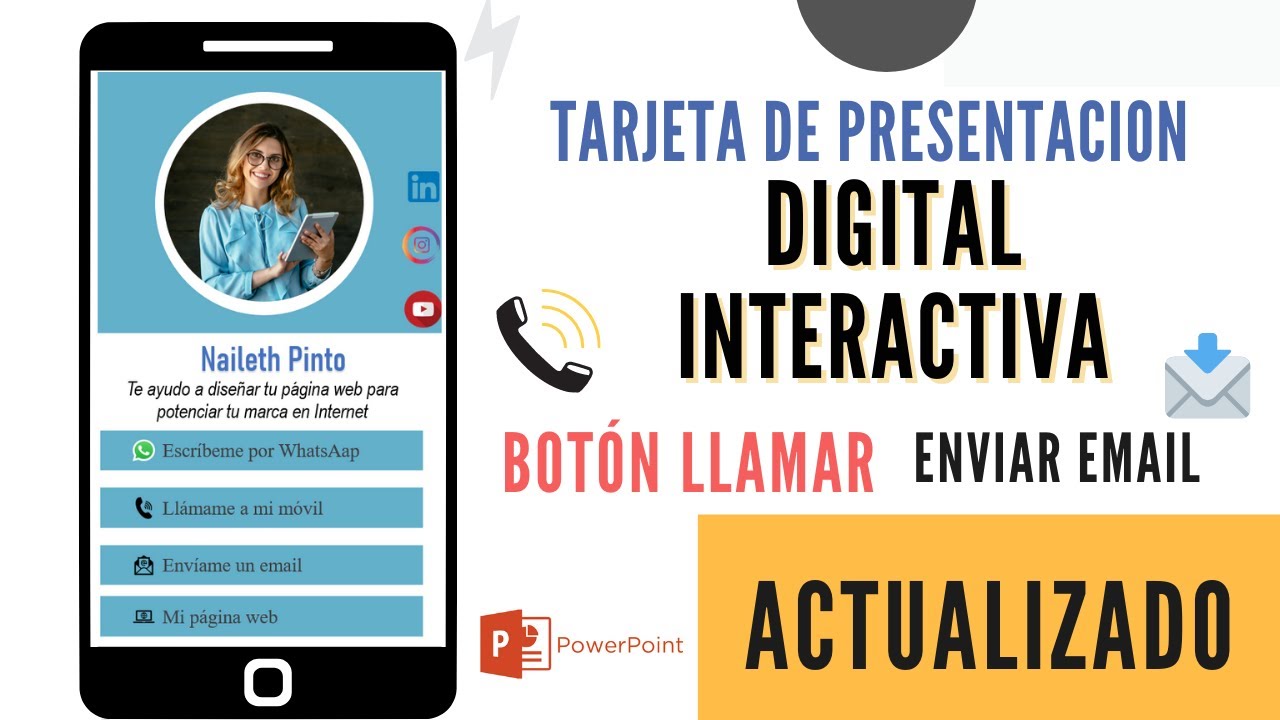 Naileth Pinto
Te ayudo a diseñar tu página web para
potenciar tu marca en Internet
Escríbeme por WhatsAap
Llámame a mi móvil
Envíame un email
Mi página web
TARJETA DE PRESENTACION
DIGITAL
INTERACTIVA
BOTÓN LLAMAR
ENVIAR EMAIL
P PowerPoint
ACTUALIZADO
in